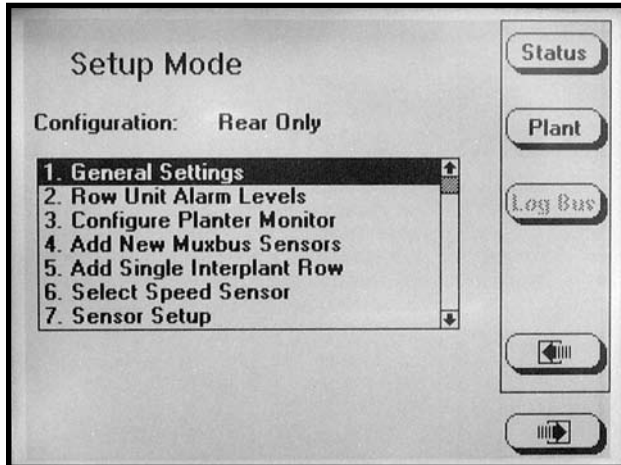 Setup Mode
Configuration: Rear Only
1. General Settings
2. Row Unit Alarm Levels
3. Configure Planter Monitor
4. Add New Muxbus Sensors
5. Add Single Interplant Row
6. Select Speed Sensor
7. Sensor Setup
Status
Plant
Log Bus